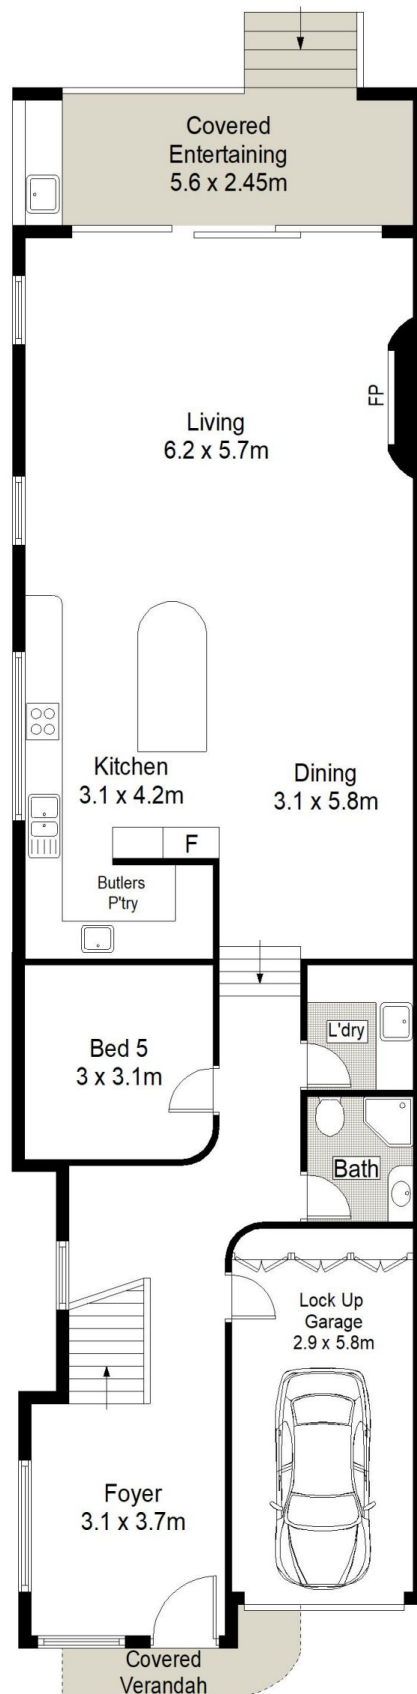 Covered
Entertaining
5.6 x 2.45m
FP
Living
6.2 x 5.7m
Kitchen
3.1 x 4.2m
Dining
3.1 x 5.8m
F
Butlers
P'try
Bed 5
3 x 3.1m
L'dry
Bath
Lock Up
Garage
2.9 x 5.8m
Foyer
3.1 x 3.7m
Covered
Verandah